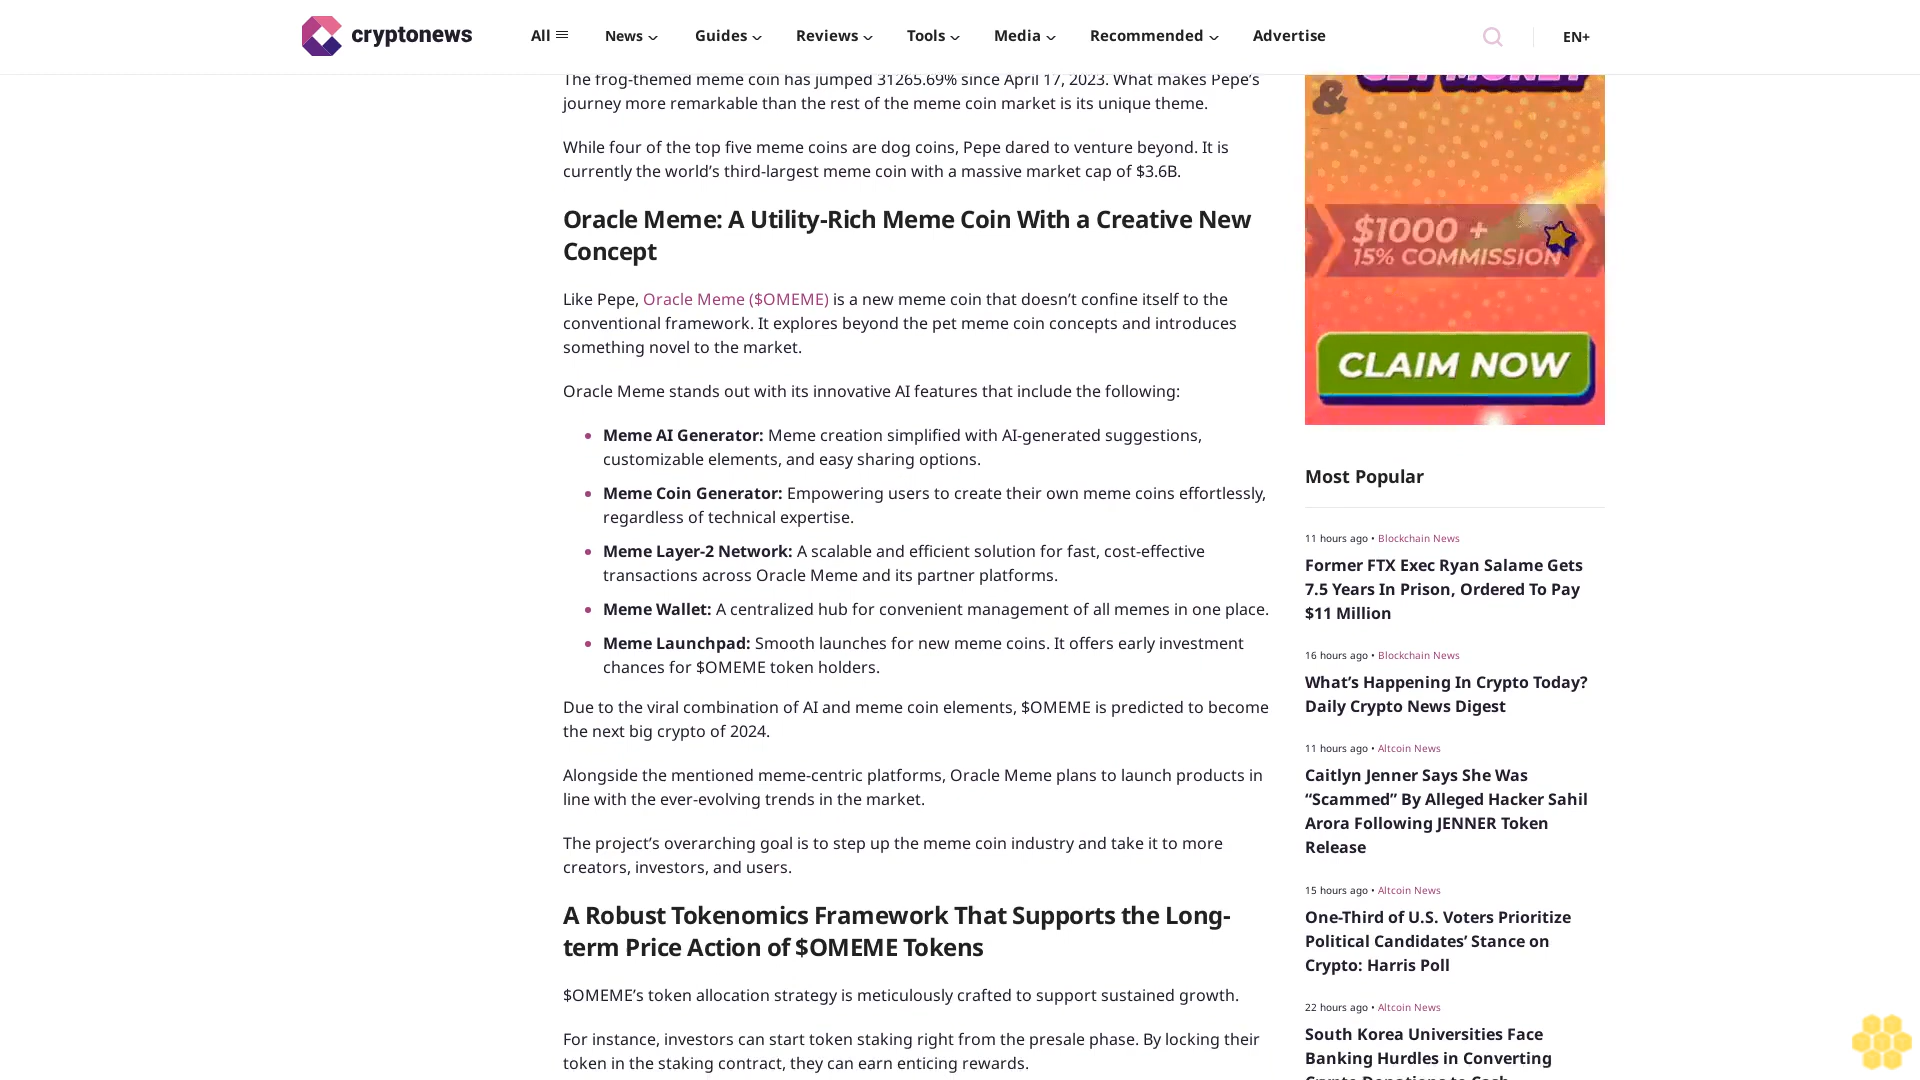 cryptonews
All
News
Guides
Reviews
Tools
Media
Recommended
Advertise
EN+
The frog-themed meme coin has jumped 31265.69% since April 17, 2023. What makes Pepe’s
journey more remarkable than the rest of the meme coin market is its unique theme.
While four of the top five meme coins are dog coins, Pepe dared to venture beyond. It is
currently the world’s third-largest meme coin with a massive market cap of $3.6B.
Oracle Meme: A Utility-Rich Meme Coin With a Creative New
Concept
Like Pepe, Oracle Meme ($OMEME) is a new meme coin that doesn’t confine itself to the
conventional framework. It explores beyond the pet meme coin concepts and introduces
something novel to the market.
Oracle Meme stands out with its innovative AI features that include the following:
Meme AI Generator: Meme creation simplified with AI-generated suggestions,
customizable elements, and easy sharing options.
Meme Coin Generator: Empowering users to create their own meme coins effortlessly,
regardless of technical expertise.
Meme Layer-2 Network: A scalable and efficient solution for fast, cost-effective
transactions across Oracle Meme and its partner platforms.
Meme Wallet: A centralized hub for convenient management of all memes in one place.
Meme Launchpad: Smooth launches for new meme coins. It offers early investment
chances for $OMEME token holders.
Due to the viral combination of AI and meme coin elements, $OMEME is predicted to become
the next big crypto of 2024.
Alongside the mentioned meme-centric platforms, Oracle Meme plans to launch products in
line with the ever-evolving trends in the market.
The project’s overarching goal is to step up the meme coin industry and take it to more
creators, investors, and users.
A Robust Tokenomics Framework That Supports the Long-
term Price Action of $OMEME Tokens
$OMEME’s token allocation strategy is meticulously crafted to support sustained growth.
For instance, investors can start token staking right from the presale phase. By locking their
token in the staking contract, they can earn enticing rewards.
GET MONEY
&
$1000 +
15% COMMISSION
CLAIM NOW
Most Popular
11 hours ago • Blockchain News
Former FTX Exec Ryan Salame Gets
7.5 Years In Prison, Ordered To Pay
$11 Million
16 hours ago • Blockchain News
What’s Happening In Crypto Today?
Daily Crypto News Digest
11 hours ago • Altcoin News
Caitlyn Jenner Says She Was
“Scammed” By Alleged Hacker Sahil
Arora Following JENNER Token
Release
15 hours ago • Altcoin News
One-Third of U.S. Voters Prioritize
Political Candidates’ Stance on
Crypto: Harris Poll
22 hours ago • Altcoin News
South Korea Universities Face
Banking Hurdles in Converting
Crypto Donations to Cash